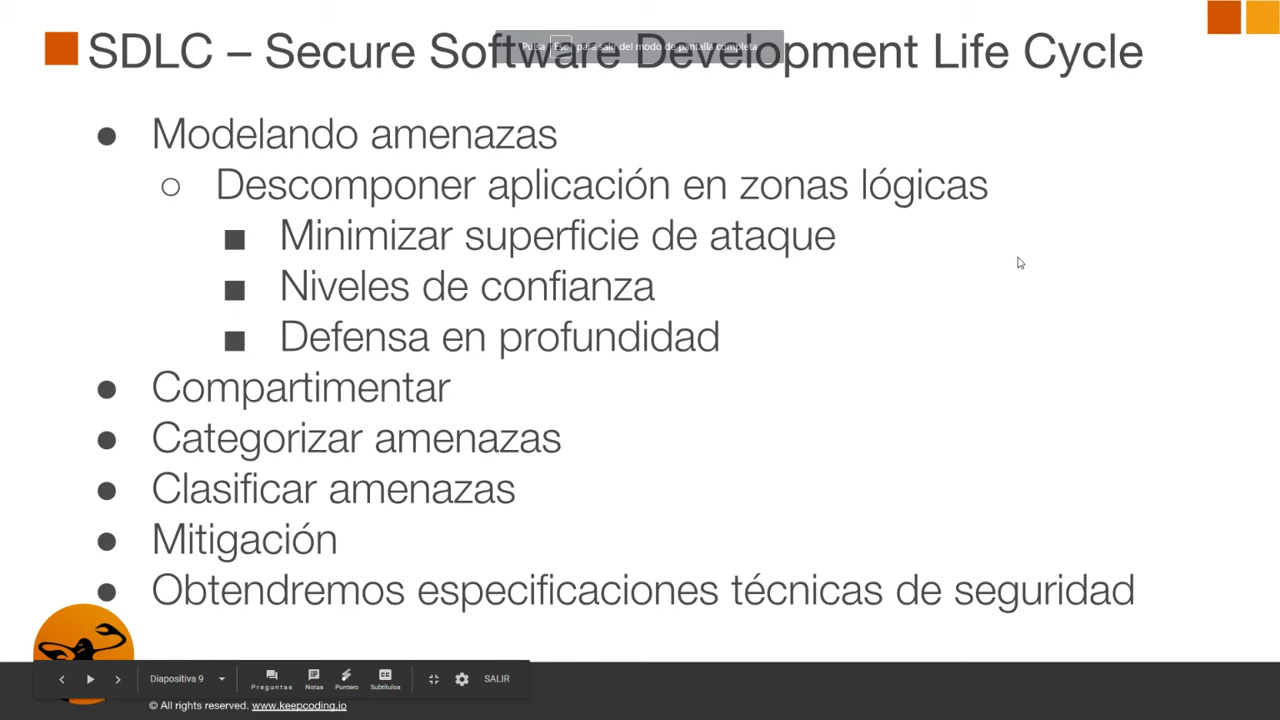 SDLC – Secure Software Development Life Cycle
Pulsa Esc para salir del modo de pantalla completa
● Modelando amenazas
○ Descomponer aplicación en zonas lógicas
■ Minimizar superficie de ataque
■ Niveles de confianza
■ Defensa en profundidad
● Compartimentar
● Categorizar amenazas
● Clasificar amenazas
● Mitigación
● Obtendremos especificaciones técnicas de seguridad
Diapositiva 9
Preguntas
Notas
Puntero
CC
Subtítulos
SALIR
© All rights reserved. www.keepcoding.io